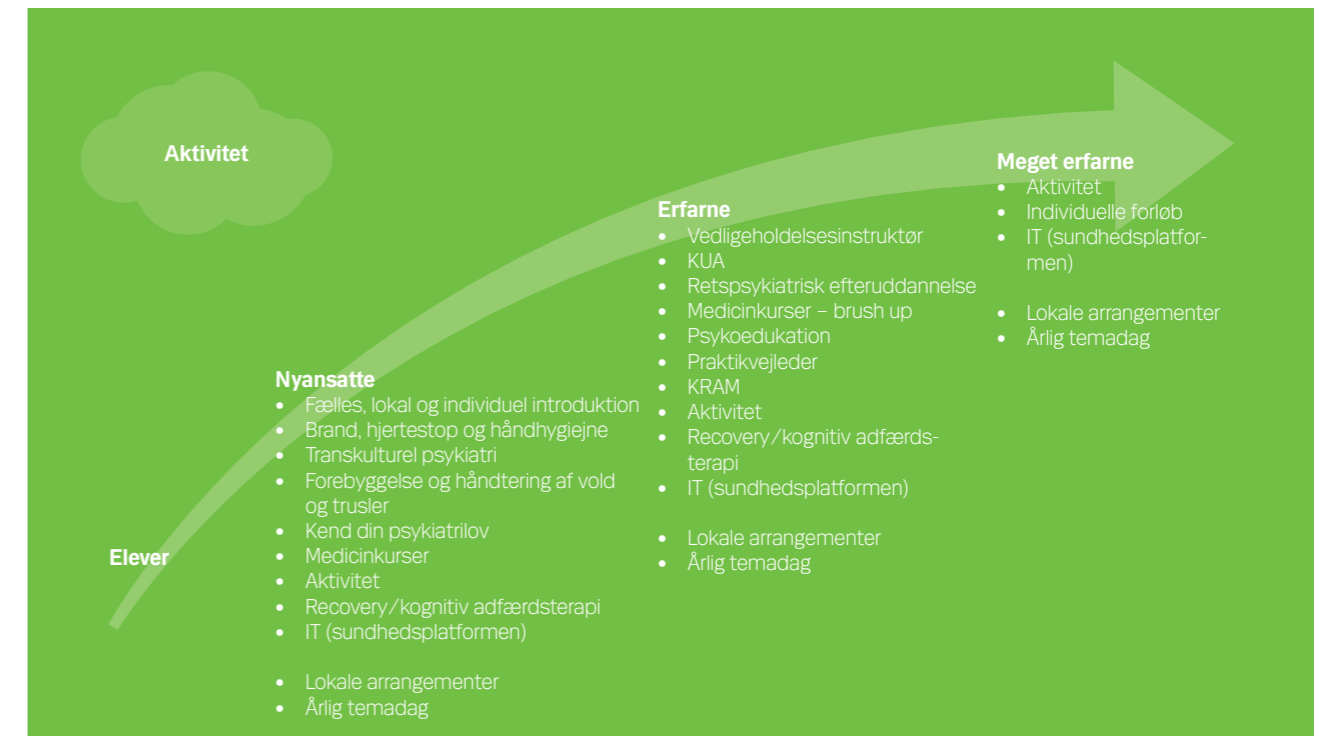 Aktivitet
Elever
Nyansatte
• Fælles, lokal og individuel introduktion
• Brand, hjertestop og håndhygiejne
• Transkulturel psykiatri
• Forebyggelse og håndtering af vold
og trusler
• Kend din psykiatrilov
• Medicinkurser
• Aktivitet
• Recovery/kognitiv adfærdsterapi
• IT (sundhedsplatformen)
• Lokale arrangementer
• Årlig temadag
Erfarne
• Vedligeholdelsesinstruktør
• KUA
• Retspsykiatrisk efteruddannelse
• Medicinkurser – brush up
• Psykoedukation
• Praktikvejleder
• KRAM
• Aktivitet
• Recovery/kognitiv adfærds-
terapi
• IT (sundhedsplatformen)
• Lokale arrangementer
• Årlig temadag
Meget erfarne
• Aktivitet
• Individuelle forløb
• IT (sundhedsplatfor-
men)
• Lokale arrangementer
• Årlig temadag